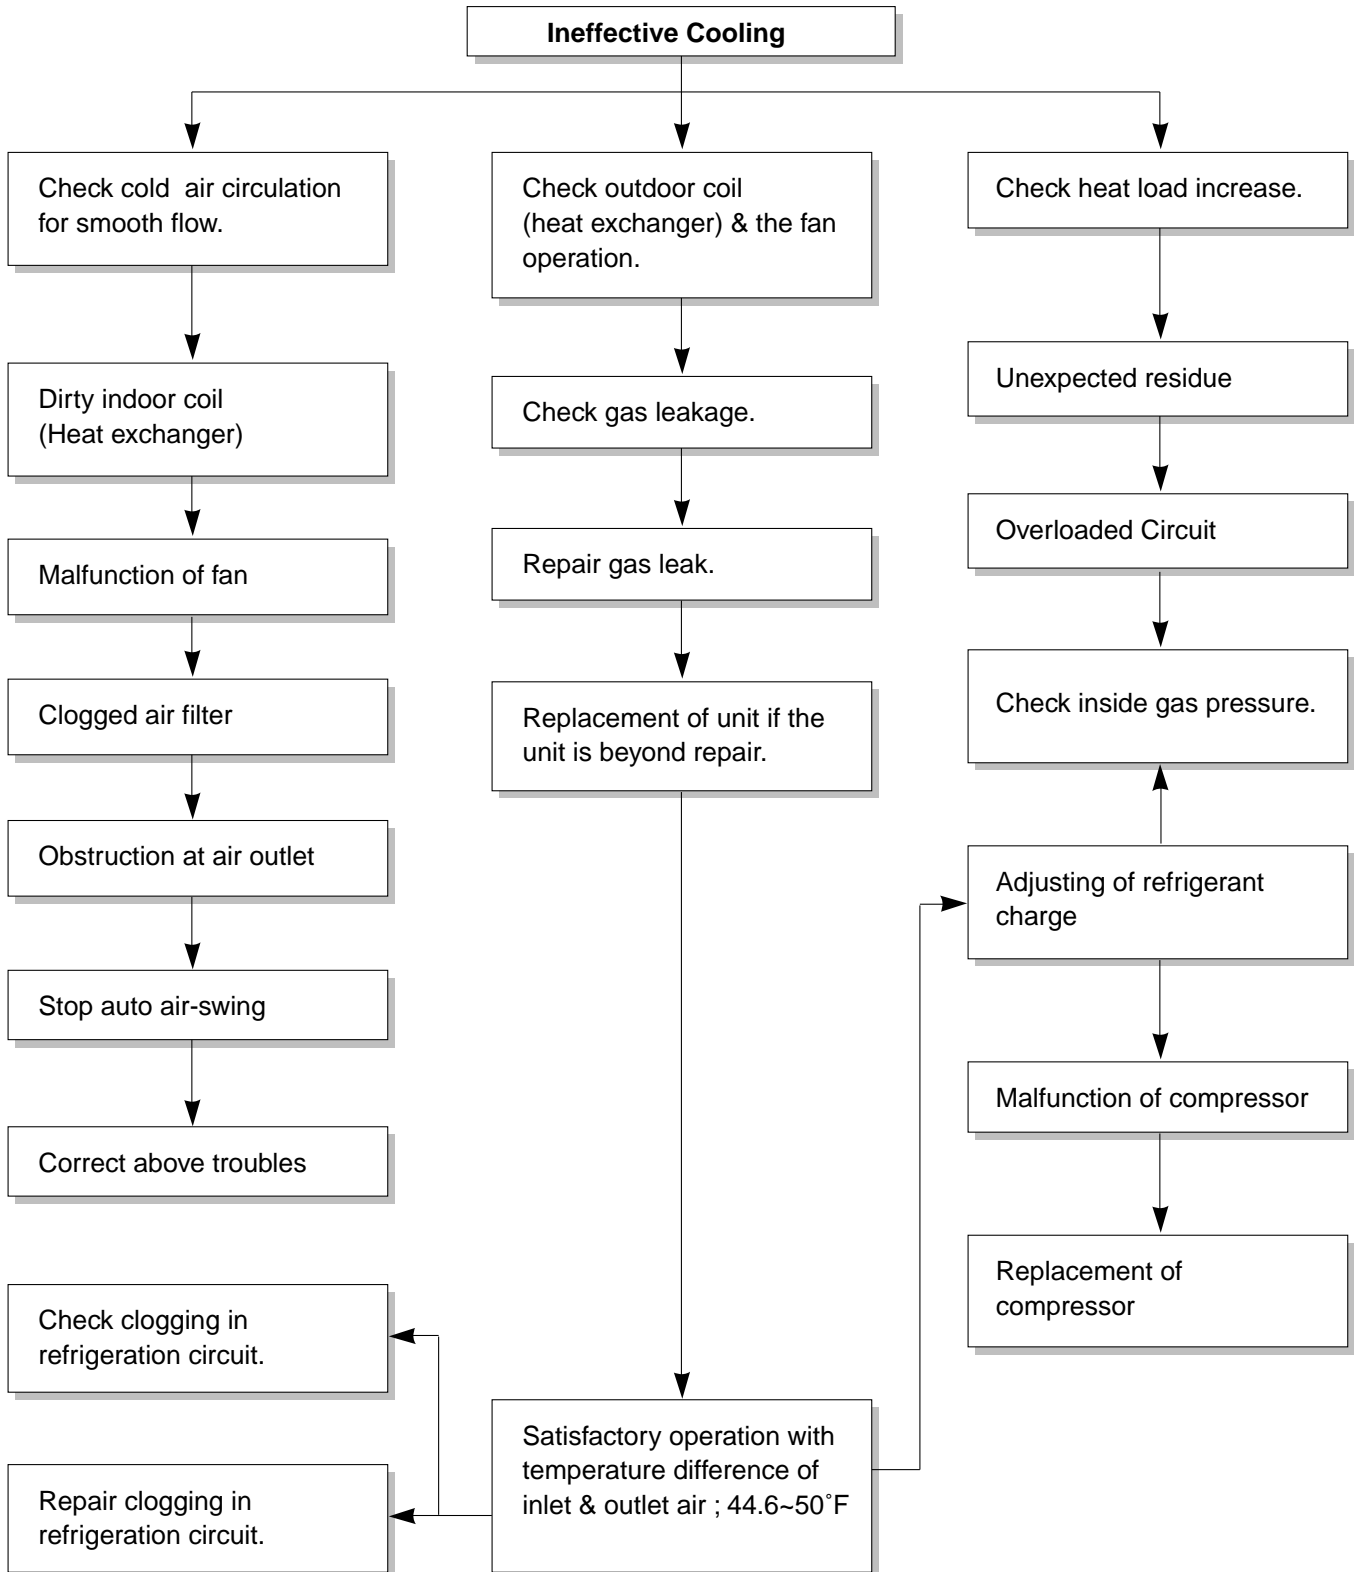 Ineffective Cooling
Check cold air circulation
for smooth flow.
Dirty indoor coil
(Heat exchanger)
Malfunction of fan
Clogged air filter
Obstruction at air outlet
Stop auto air-swing
Correct above troubles
Check clogging in
refrigeration circuit.
Repair clogging in
refrigeration circuit.
Check outdoor coil
(heat exchanger) & the fan
operation.
Check gas leakage.
Repair gas leak.
Replacement of unit if the
unit is beyond repair.
Satisfactory operation with
temperature difference of
inlet & outlet air ; 44.6~50˚F
Check heat load increase.
Unexpected residue
Overloaded Circuit
Check inside gas pressure.
Adjusting of refrigerant
charge
Malfunction of compressor
Replacement of
compressor